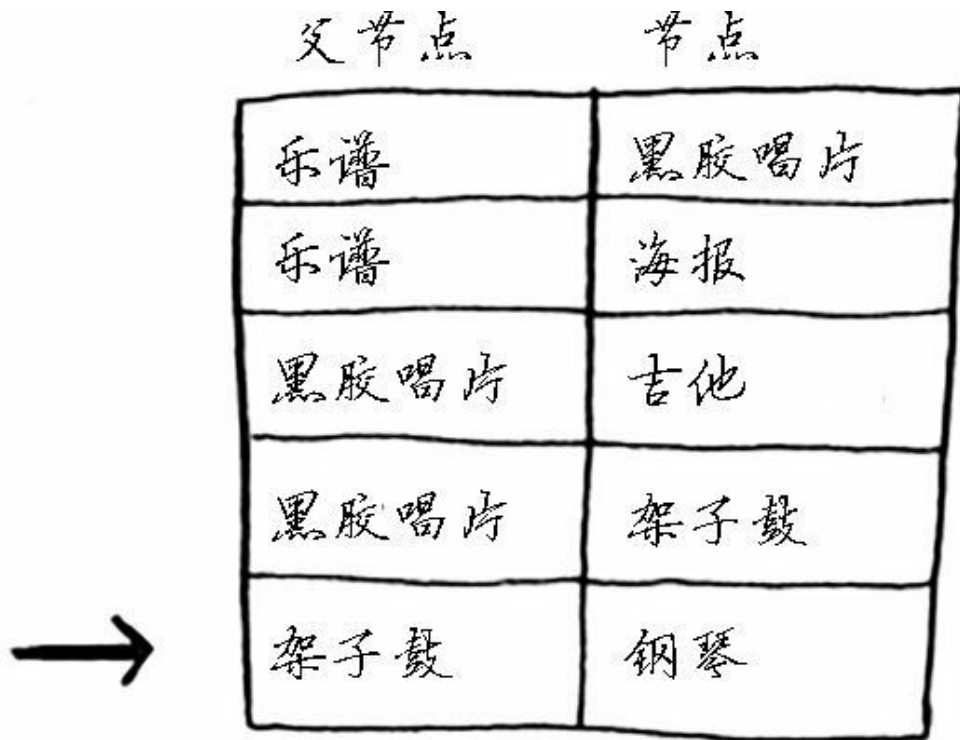 父节点 节点
乐谱 黑胶唱片
乐谱 海报
黑胶唱片 吉他
黑胶唱片 架子鼓
架子鼓 钢琴